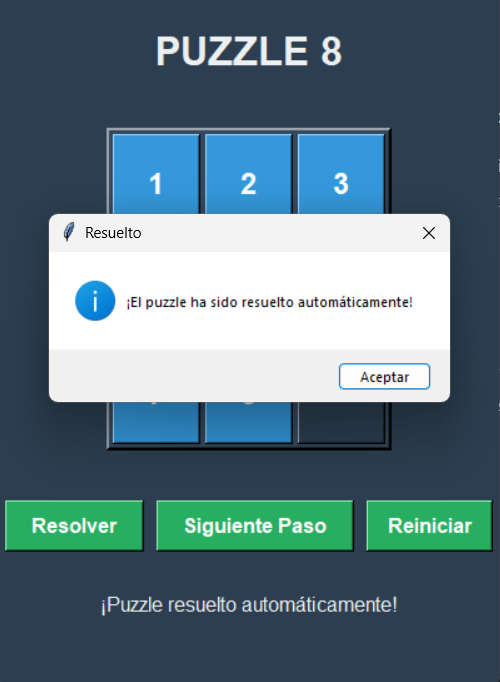 PUZZLE 8
1 2 3
Resuelto
¡El puzzle ha sido resuelto automáticamente!
Aceptar
Resolver Siguiente Paso Reiniciar
¡Puzzle resuelto automáticamente!